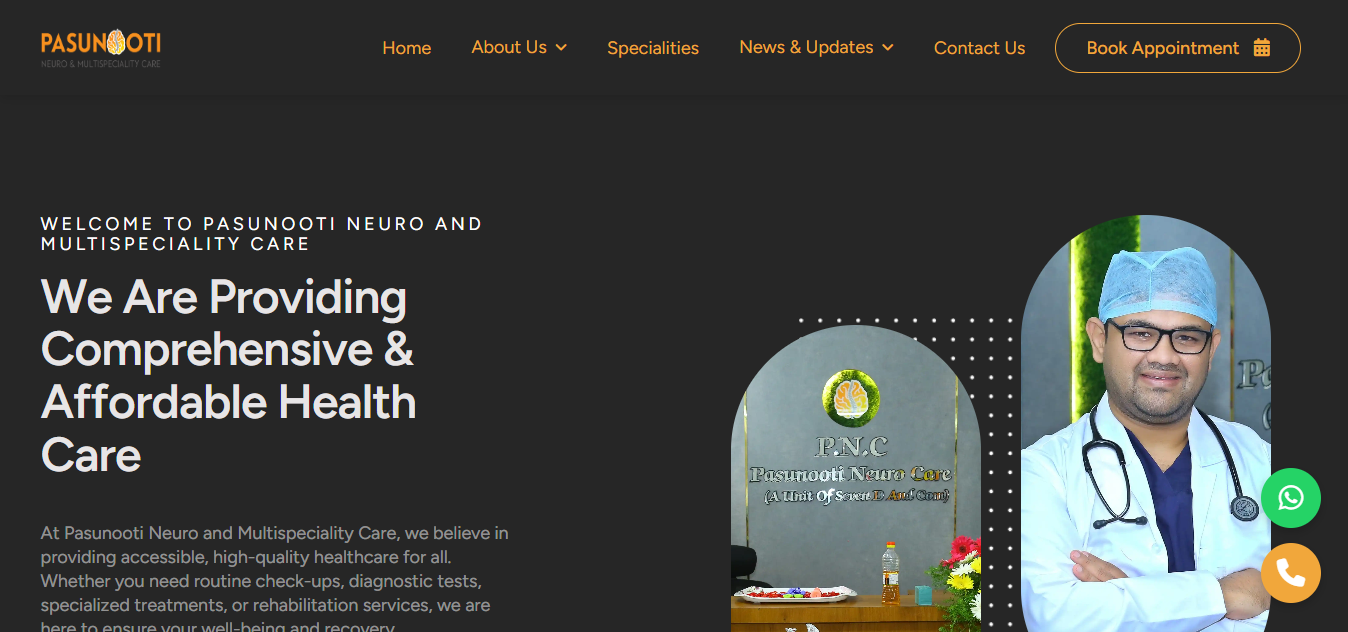 PASUNOOTI
NEURO & MULTISPECIALITY CARE
Home
About Us
Specialities
News & Updates
Contact Us
Book Appointment
WELCOME TO PASUNOOTI NEURO AND
MULTISPECIALITY CARE
We Are Providing
Comprehensive &
Affordable Health
Care
At Pasunooti Neuro and Multispeciality Care, we believe in
providing accessible, high-quality healthcare for all.
Whether you need routine check-ups, diagnostic tests,
specialized treatments, or rehabilitation services, we are
here to ensure your well-being and recovery.
P.N.C
Pasunooti Neuro Care
(A Unit Of Seven